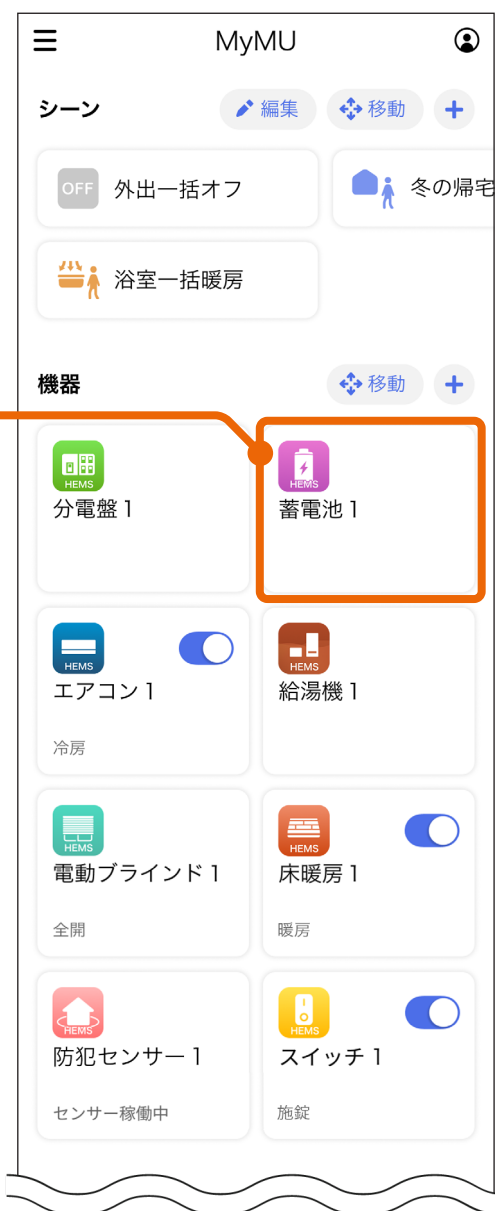 MyMU
シーン 編集 移動
OFF 外出一括オフ 冬の帰宅
浴室一括暖房
機器 移動
HEMS HEMS
分電盤 1 蓄電池 1
HEMS HEMS
エアコン 1 給湯機 1
冷房
HEMS HEMS
電動ブラインド 1 床暖房 1
全開 暖房
HEMS HEMS
防犯センサー 1 スイッチ 1
センサー稼働中 施錠